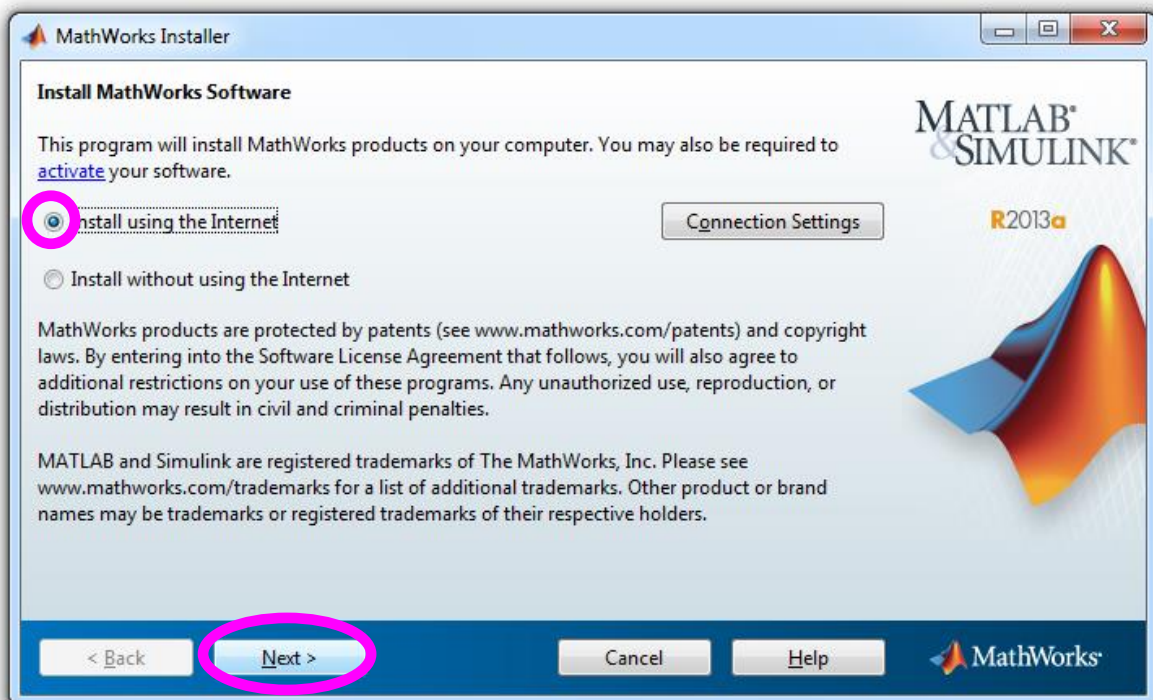 MathWorks Installer
Install MathWorks Software
This program will install MathWorks products on your computer. You may also be required to
activate your software.
Install using the Internet
Connection Settings
Install without using the Internet
MathWorks products are protected by patents (see www.mathworks.com/patents) and copyright
laws. By entering into the Software License Agreement that follows, you will also agree to
additional restrictions on your use of these programs. Any unauthorized use, reproduction, or
distribution may result in civil and criminal penalties.
MATLAB and Simulink are registered trademarks of The MathWorks, Inc. Please see
www.mathworks.com/trademarks for a list of additional trademarks. Other product or brand
names may be trademarks or registered trademarks of their respective holders.
MATLAB®
&SIMULINK®
R2013a
< Back
Next >
Cancel
Help
MathWorks®